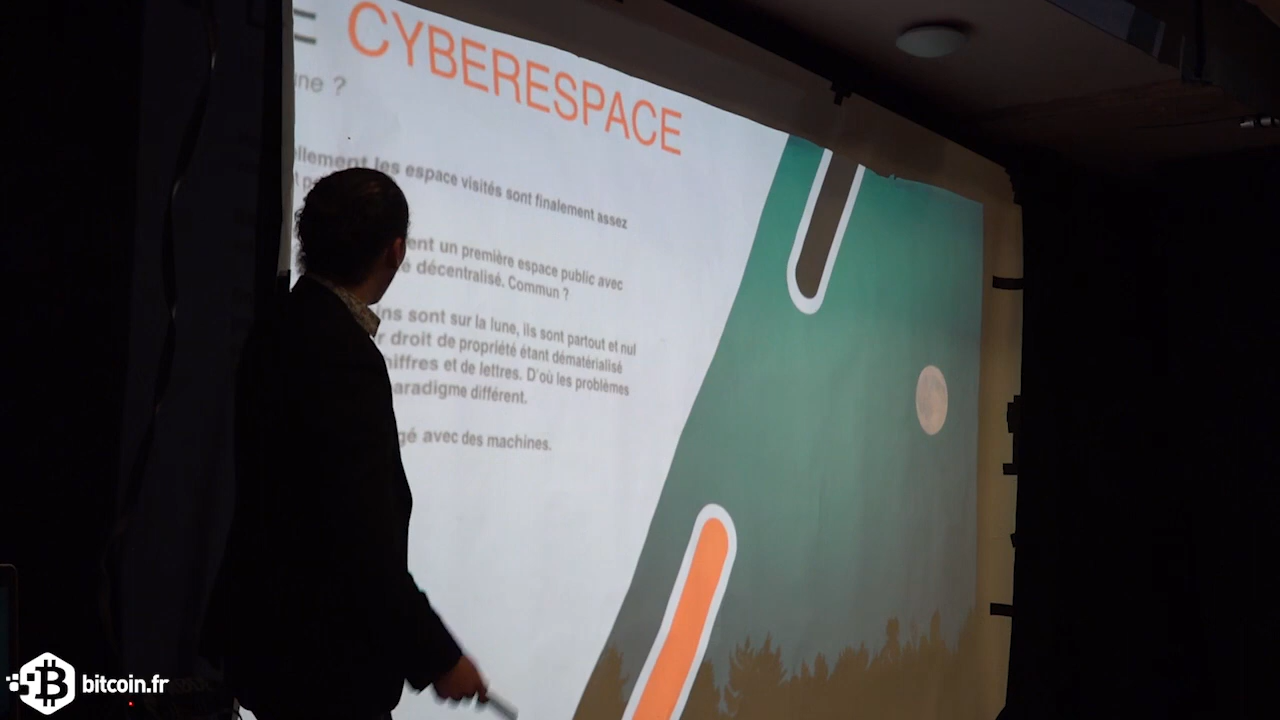 E CYBERESPACE
ne ?
ellement les espace visités sont finalement assez
ent un première espace public avec
é décentralisé. Commun ?
ins sont sur la lune, ils sont partout et nul
r droit de propriété étant dématérialisé
hiffres et de lettres. D'où les problèmes
aradigme différent.
gé avec des machines.
bitcoin.fr